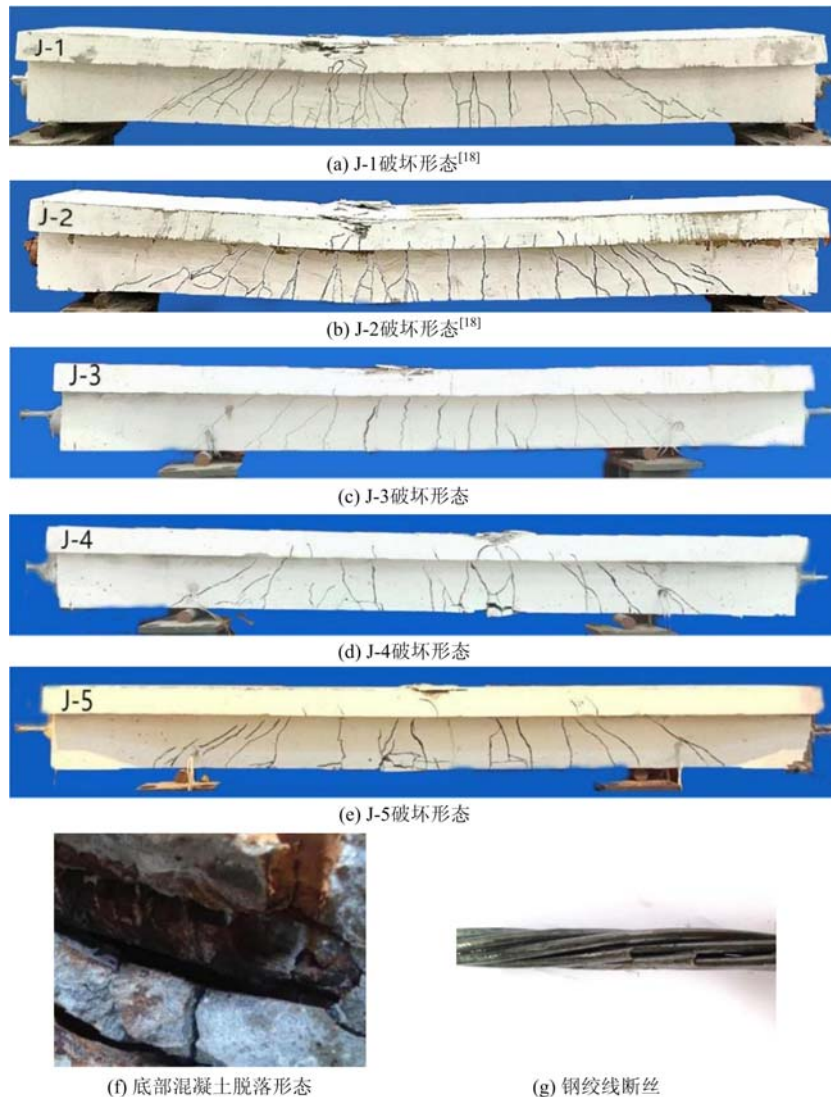 J-1
(a) J-1破坏形态[18]
J-2
(b) J-2破坏形态[18]
J-3
(c) J-3破坏形态
J-4
(d) J-4破坏形态
J-5
(e) J-5破坏形态
(f) 底部混凝土脱落形态
(g) 钢绞线断丝